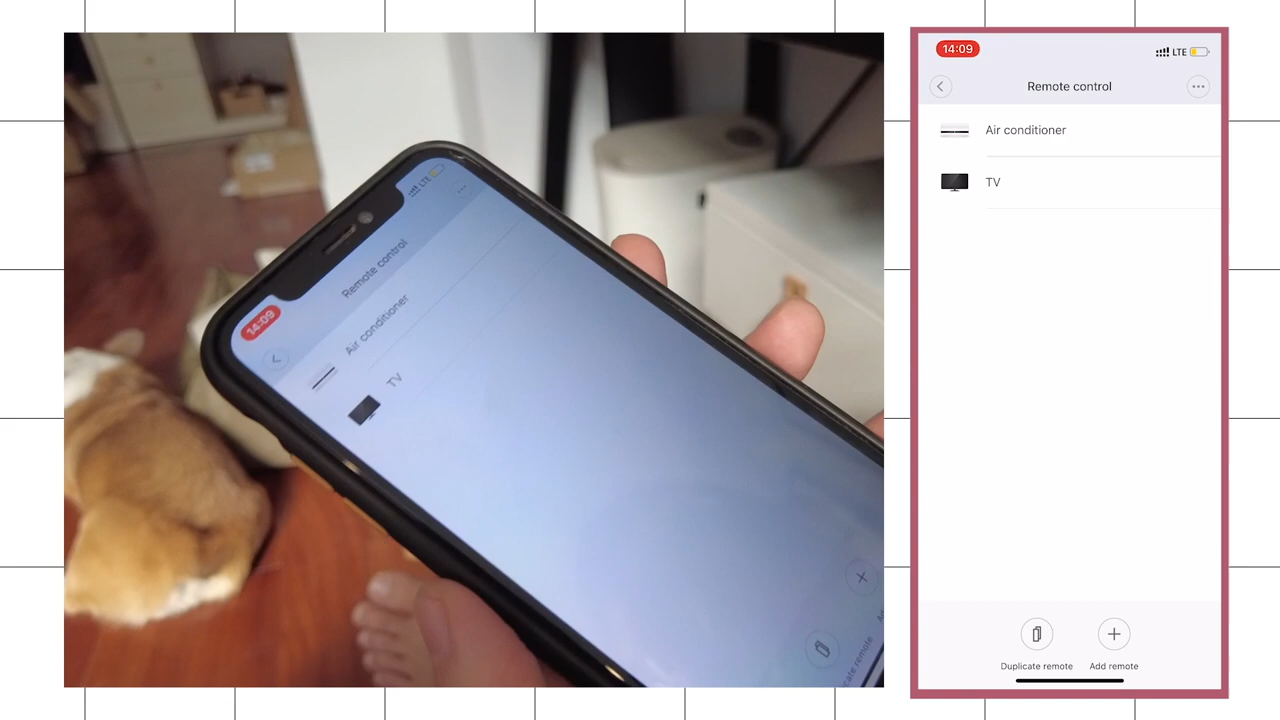 14:09
LTE
Remote control
Air conditioner
TV
14:09
LTE
Remote control
Air conditioner
TV
Duplicate remote
Add remote